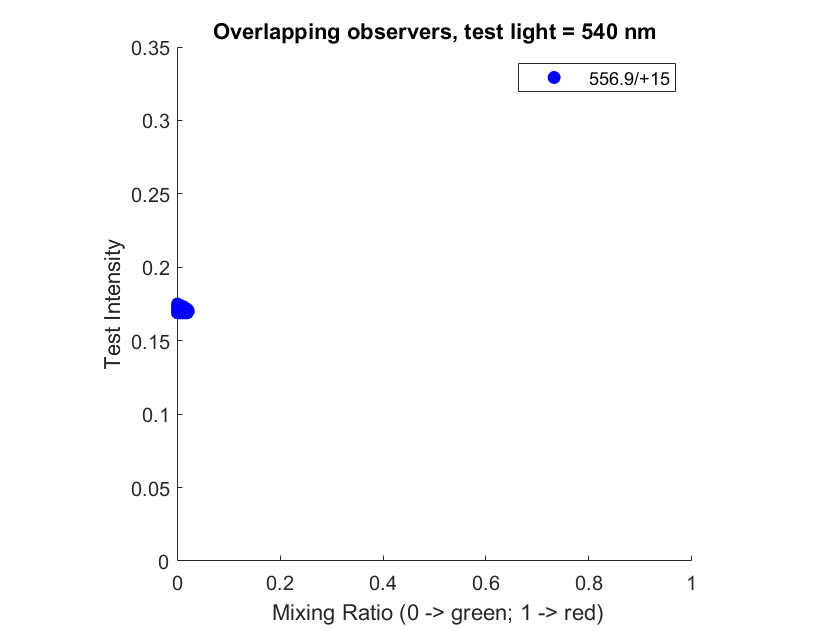 Overlapping observers, test light = 540 nm
556.9/+15
0.35
0.3
0.25
0.2
0.15
0.1
0.05
0
Test Intensity
0 0.2 0.4 0.6 0.8 1
Mixing Ratio (0 -> green; 1 -> red)